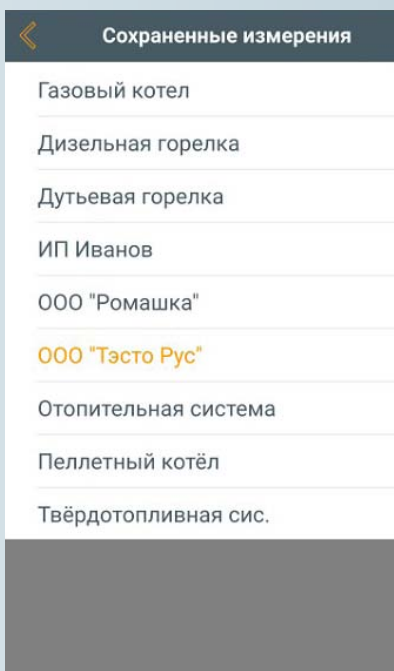 Сохраненные измерения
Газовый котел
Дизельная горелка
Дутьевая горелка
ИП Иванов
ООО "Ромашка"
ООО "Тэсто Рус"
Отопительная система
Пеллетный котёл
Твёрдотопливная сис.